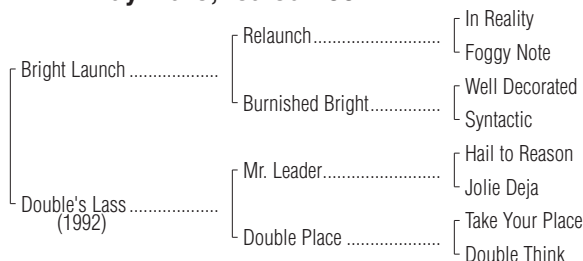 In Reality
Relaunch
Foggy Note
Bright Launch
Well Decorated
Burnished Bright
Syntactic
Hail to Reason
Mr. Leader
Jolie Deja
Double's Lass
(1992)
Take Your Place
Double Place
Double Think